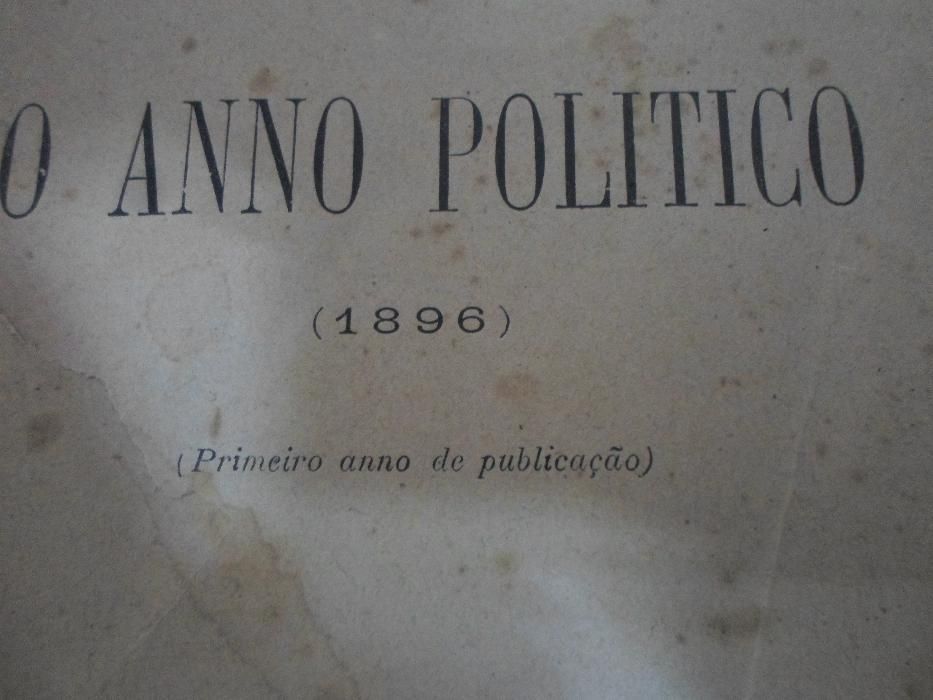 O ANNO POLITICO
(1896)
(Primeiro anno de publicação)